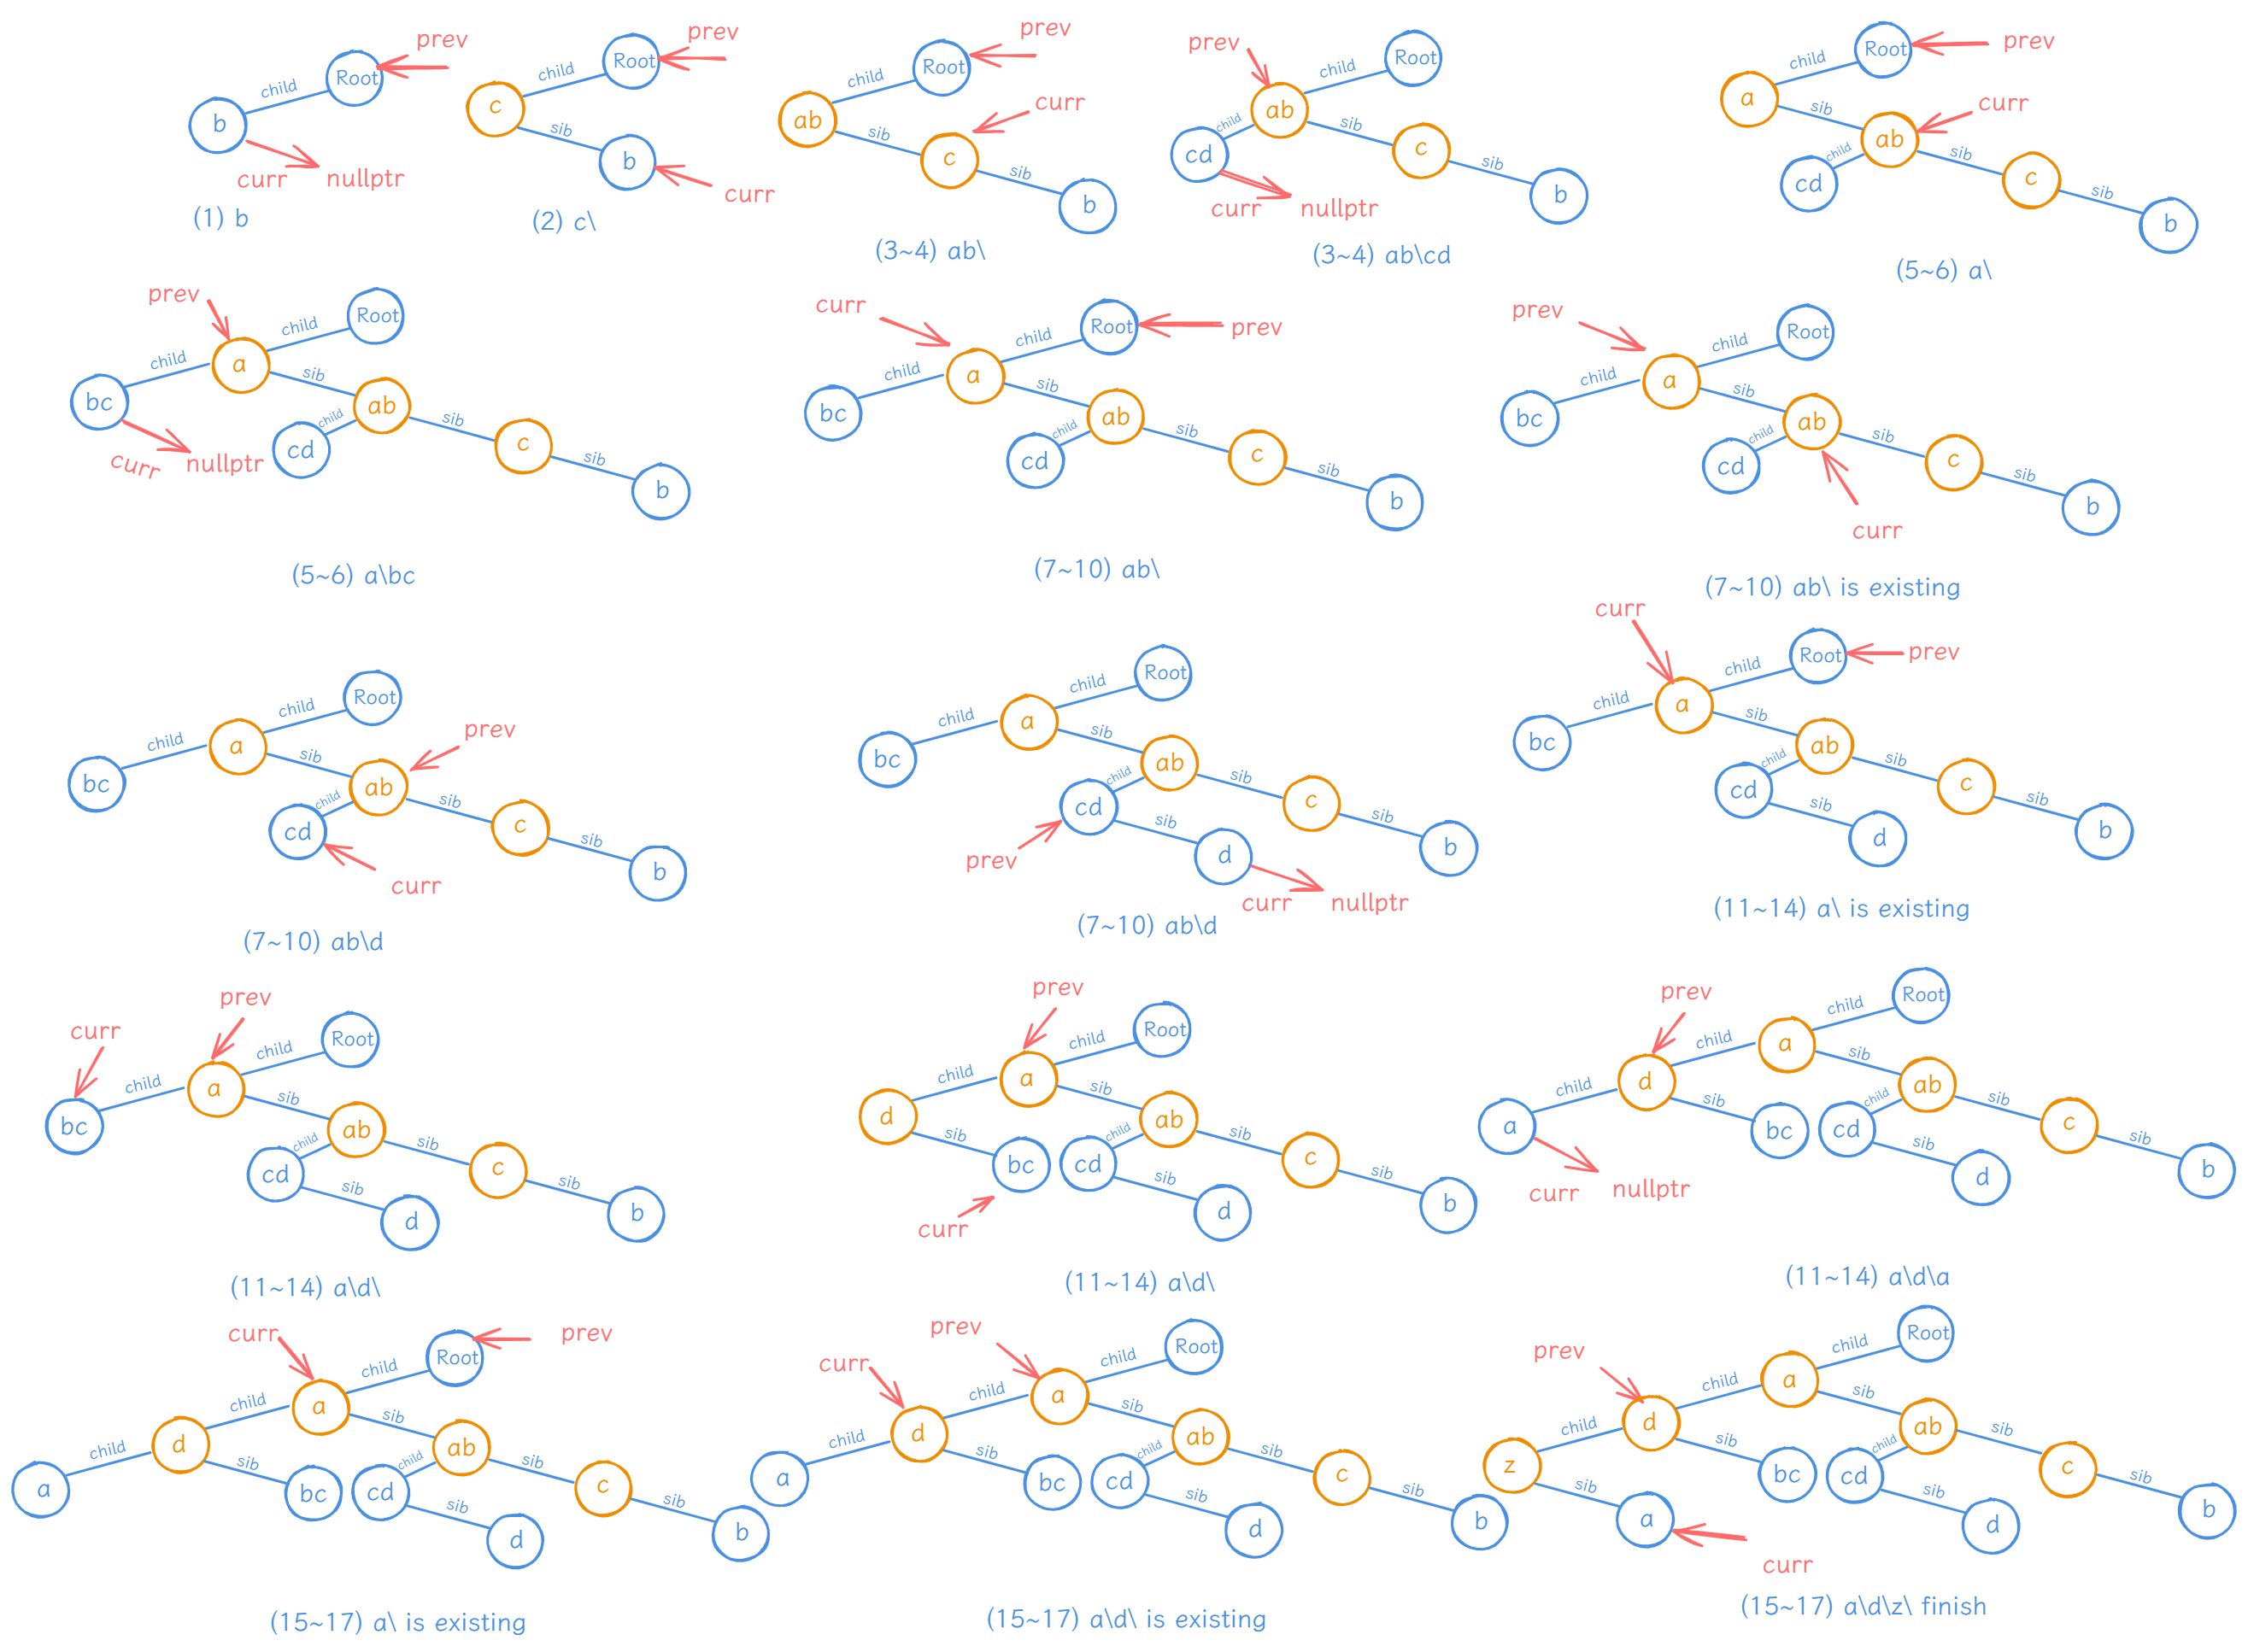 prev
Root
child
b
curr nullptr
(1) b
prev
Root
child
c
sib
b
curr
(2) c\
prev
Root
child
curr
ab
sib
c
sib
b
(3~4) ab\
prev
Root
child
ab
child
sib
cd
c
sib
b
curr nullptr
(3~4) ab\cd
Root
prev
child
a
sib
curr
ab
child
sib
cd
c
sib
b
(5~6) a\
prev
Root
child
child
a
sib
bc
ab
child
sib
curr nullptr
cd
c
sib
b
(5~6) a\bc
curr
Root
prev
child
child
a
sib
bc
ab
child
sib
cd
c
sib
b
(7~10) ab\
prev
Root
child
child
a
sib
bc
ab
child
sib
cd
c
sib
b
curr
(7~10) ab\ is existing
Root
child
prev
child
a
sib
bc
ab
child
sib
cd
c
sib
b
curr
(7~10) ab\d
Root
child
child
a
sib
bc
ab
child
sib
cd
c
sib
sib
prev
d
b
curr nullptr
(7~10) ab\d
curr
Root
prev
child
child
a
sib
bc
ab
child
sib
cd
c
sib
sib
d
b
(11~14) a\ is existing
prev
curr
Root
child
child
a
sib
bc
ab
child
sib
cd
c
sib
sib
d
b
(11~14) a\d\
prev
Root
child
child
a
sib
d
ab
sib
child
sib
bc
cd
c
sib
sib
d
b
curr
(11~14) a\d\
prev
Root
child
child
a
sib
child
d
ab
sib
child
sib
a
bc
cd
c
sib
sib
d
b
curr nullptr
(11~14) a\d\a
curr
prev
Root
child
child
a
sib
child
d
ab
sib
child
sib
a
bc
cd
c
sib
sib
d
b
(15~17) a\ is existing
prev
Root
curr
child
child
a
sib
child
d
ab
sib
child
sib
a
bc
cd
c
sib
sib
d
b
(15~17) a\d\ is existing
prev
Root
child
child
a
sib
child
d
ab
sib
child
sib
z
bc
cd
c
sib
sib
sib
a
d
b
curr
(15~17) a\d\z\ finish